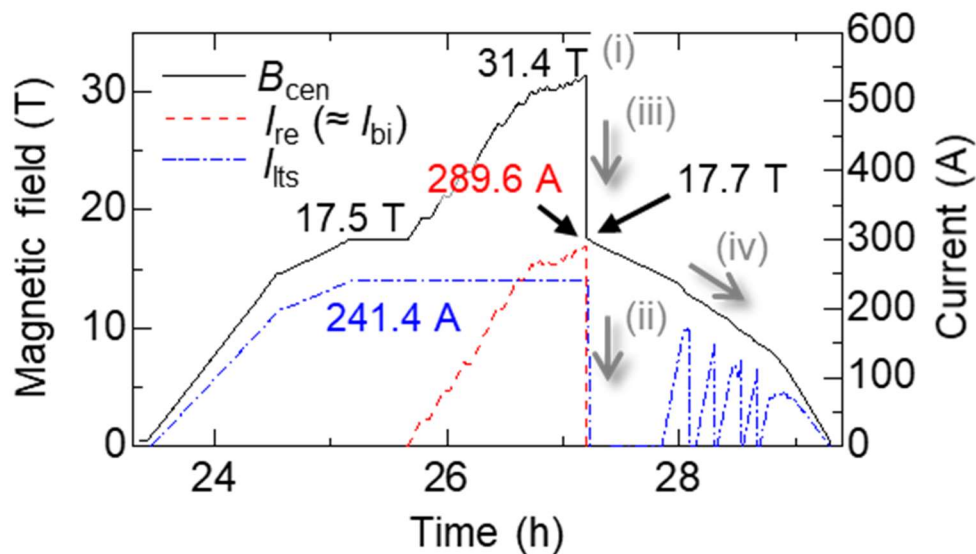 600
31.4 T
(i)
30
B_cen
500
I_re (≈ I_bi)
(iii)
I_lts
400
289.6 A
17.7 T
20
17.5 T
300
(iv)
241.4 A
(ii)
200
10
100
0
0
24
26
28
Time (h)
Magnetic field (T)
Current (A)